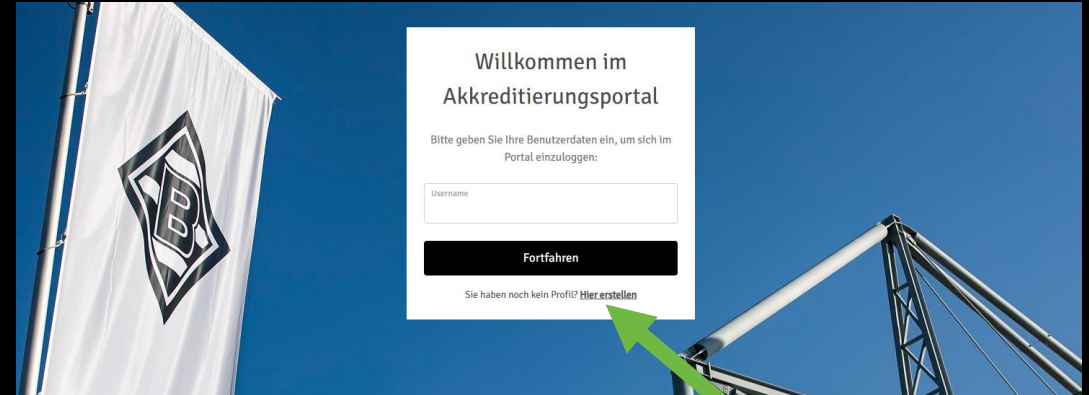 Willkommen im
Akkreditierungsportal
Bitte geben Sie Ihre Benutzerdaten ein, um sich im
Portal einzuloggen:
Username
Fortfahren
Sie haben noch kein Profil? Hier erstellen